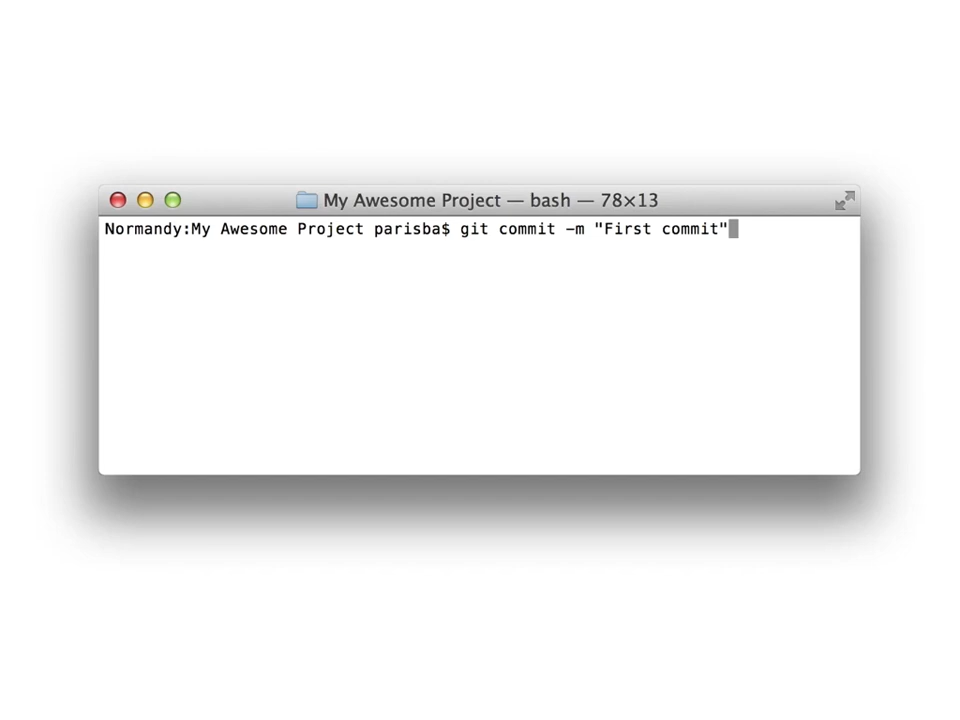 My Awesome Project — bash — 78×13
Normandy:My Awesome Project parisba$ git commit -m "First commit"